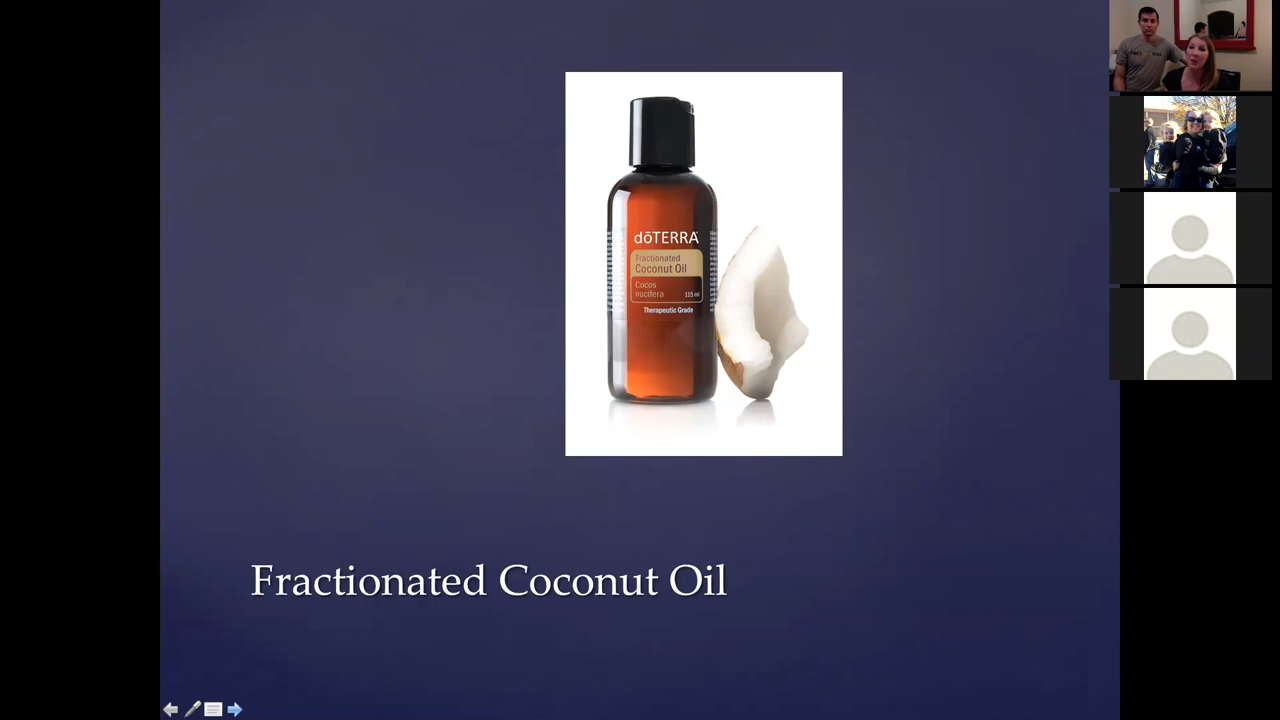 dōTERRA
Fractionated
Coconut Oil
Cocos
nucifera 115 ml
Therapeutic Grade
Fractionated Coconut Oil